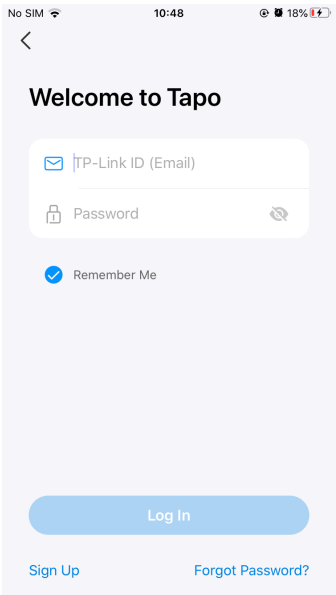 No SIM 10:48 18%
Welcome to Tapo
TP-Link ID (Email)
Password
Remember Me
Log In
Sign Up Forgot Password?